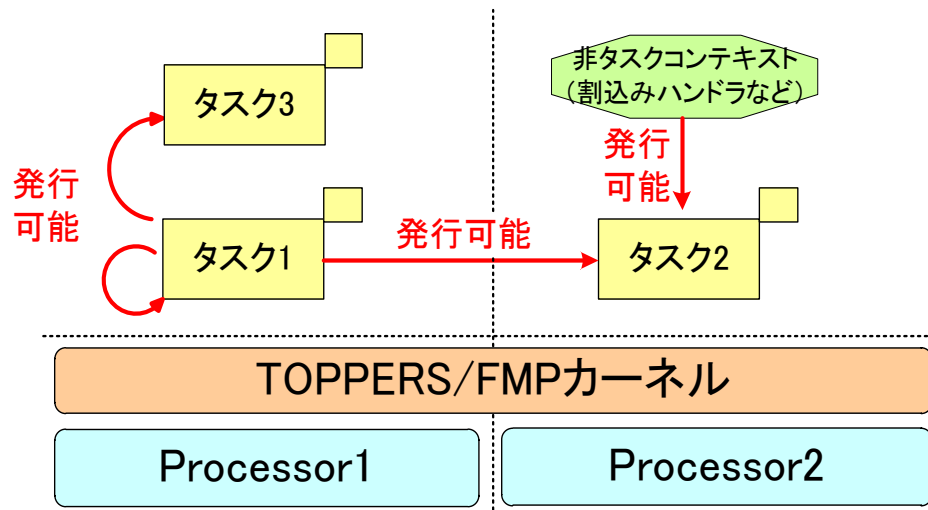 非タスクコンテキスト
（割込みハンドラなど）
タスク3
発行
可能
発行
可能
タスク1
発行可能
タスク2
TOPPERS/FMPカーネル
Processor1
Processor2